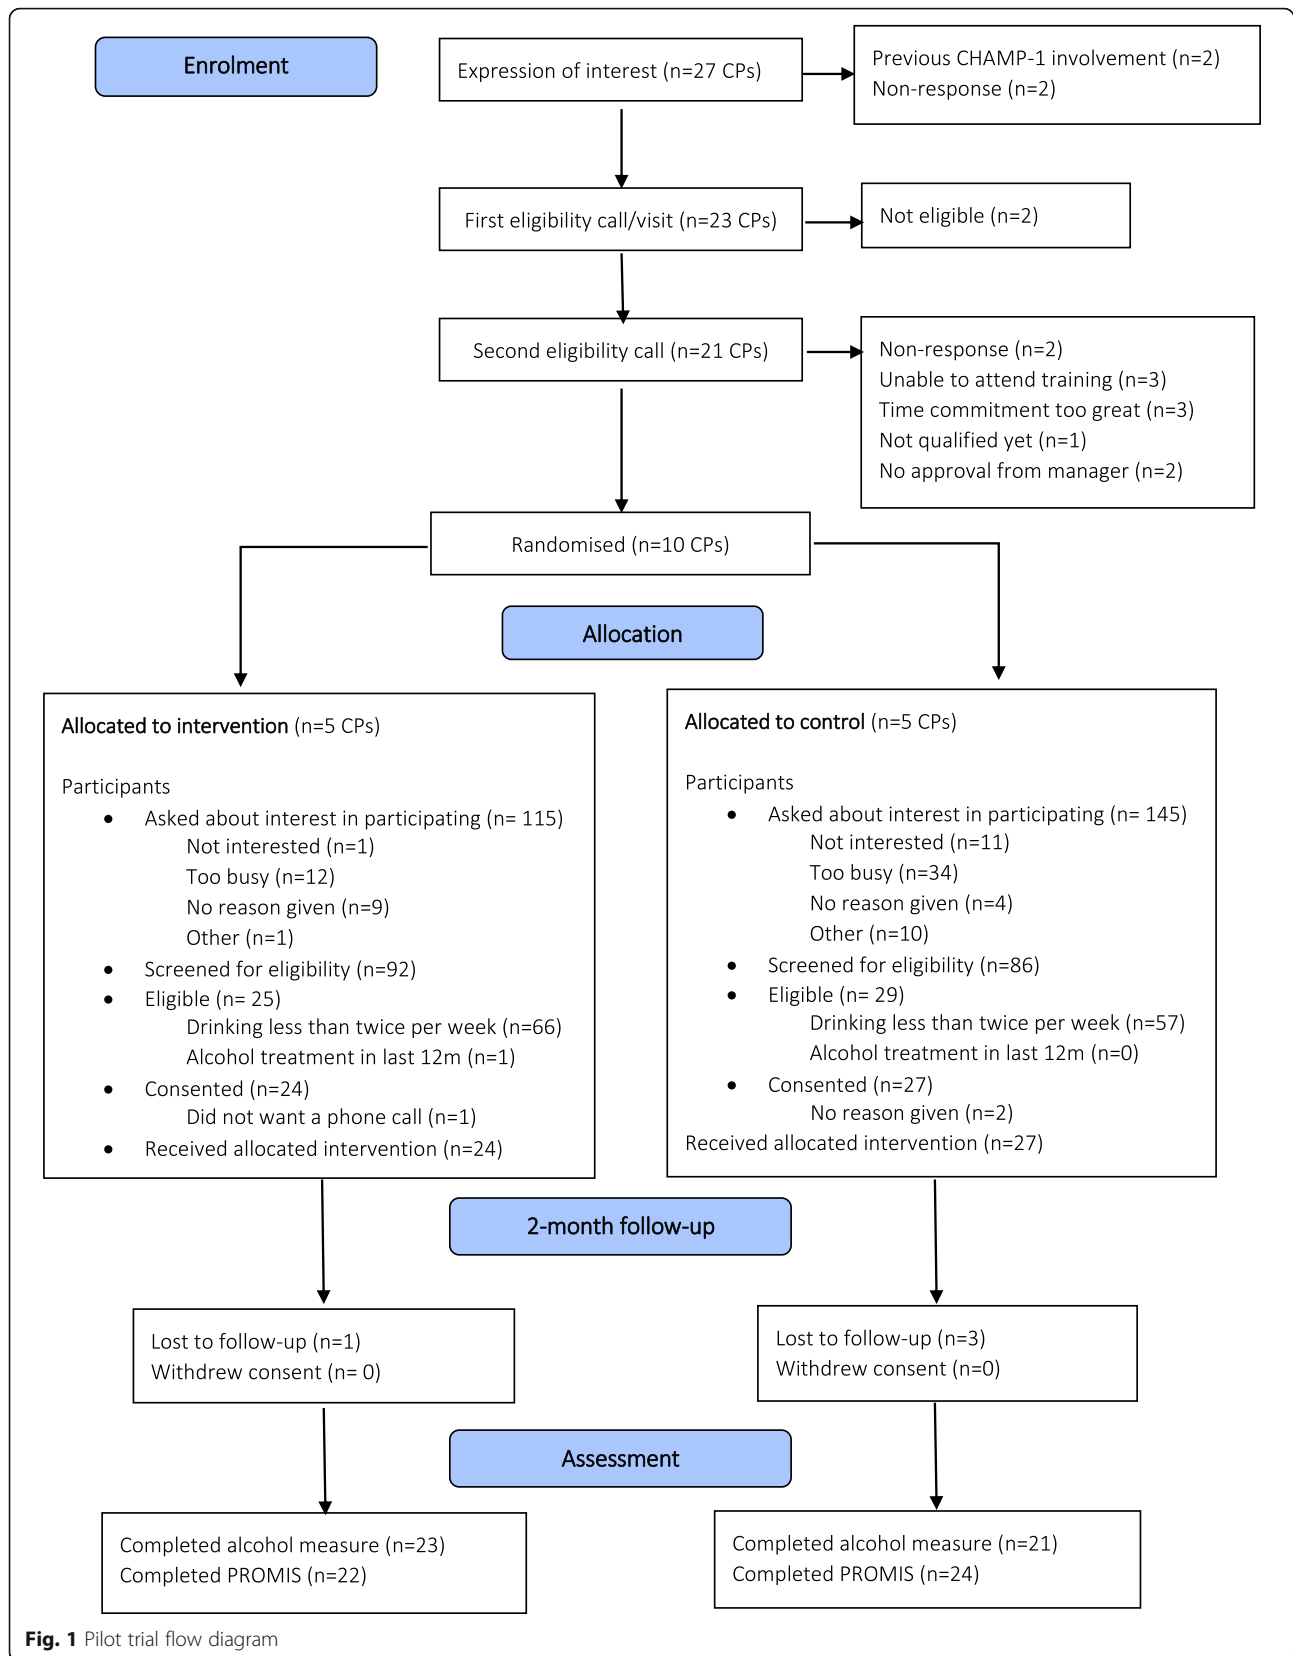 Enrolment
Expression of interest (n=27 CPs)
Previous CHAMP-1 involvement (n=2)
Non-response (n=2)
First eligibility call/visit (n=23 CPs)
Not eligible (n=2)
Second eligibility call (n=21 CPs)
Non-response (n=2)
Unable to attend training (n=3)
Time commitment too great (n=3)
Not qualified yet (n=1)
No approval from manager (n=2)
Randomised (n=10 CPs)
Allocation
Allocated to intervention (n=5 CPs)
Participants
• Asked about interest in participating (n= 115)
Not interested (n=1)
Too busy (n=12)
No reason given (n=9)
Other (n=1)
• Screened for eligibility (n=92)
• Eligible (n= 25)
Drinking less than twice per week (n=66)
Alcohol treatment in last 12m (n=1)
• Consented (n=24)
Did not want a phone call (n=1)
• Received allocated intervention (n=24)
Allocated to control (n=5 CPs)
Participants
• Asked about interest in participating (n= 145)
Not interested (n=11)
Too busy (n=34)
No reason given (n=4)
Other (n=10)
• Screened for eligibility (n=86)
• Eligible (n= 29)
Drinking less than twice per week (n=57)
Alcohol treatment in last 12m (n=0)
• Consented (n=27)
No reason given (n=2)
Received allocated intervention (n=27)
2-month follow-up
Lost to follow-up (n=1)
Withdrew consent (n= 0)
Lost to follow-up (n=3)
Withdrew consent (n=0)
Assessment
Completed alcohol measure (n=23)
Completed PROMIS (n=22)
Completed alcohol measure (n=21)
Completed PROMIS (n=24)
Fig. 1 Pilot trial flow diagram